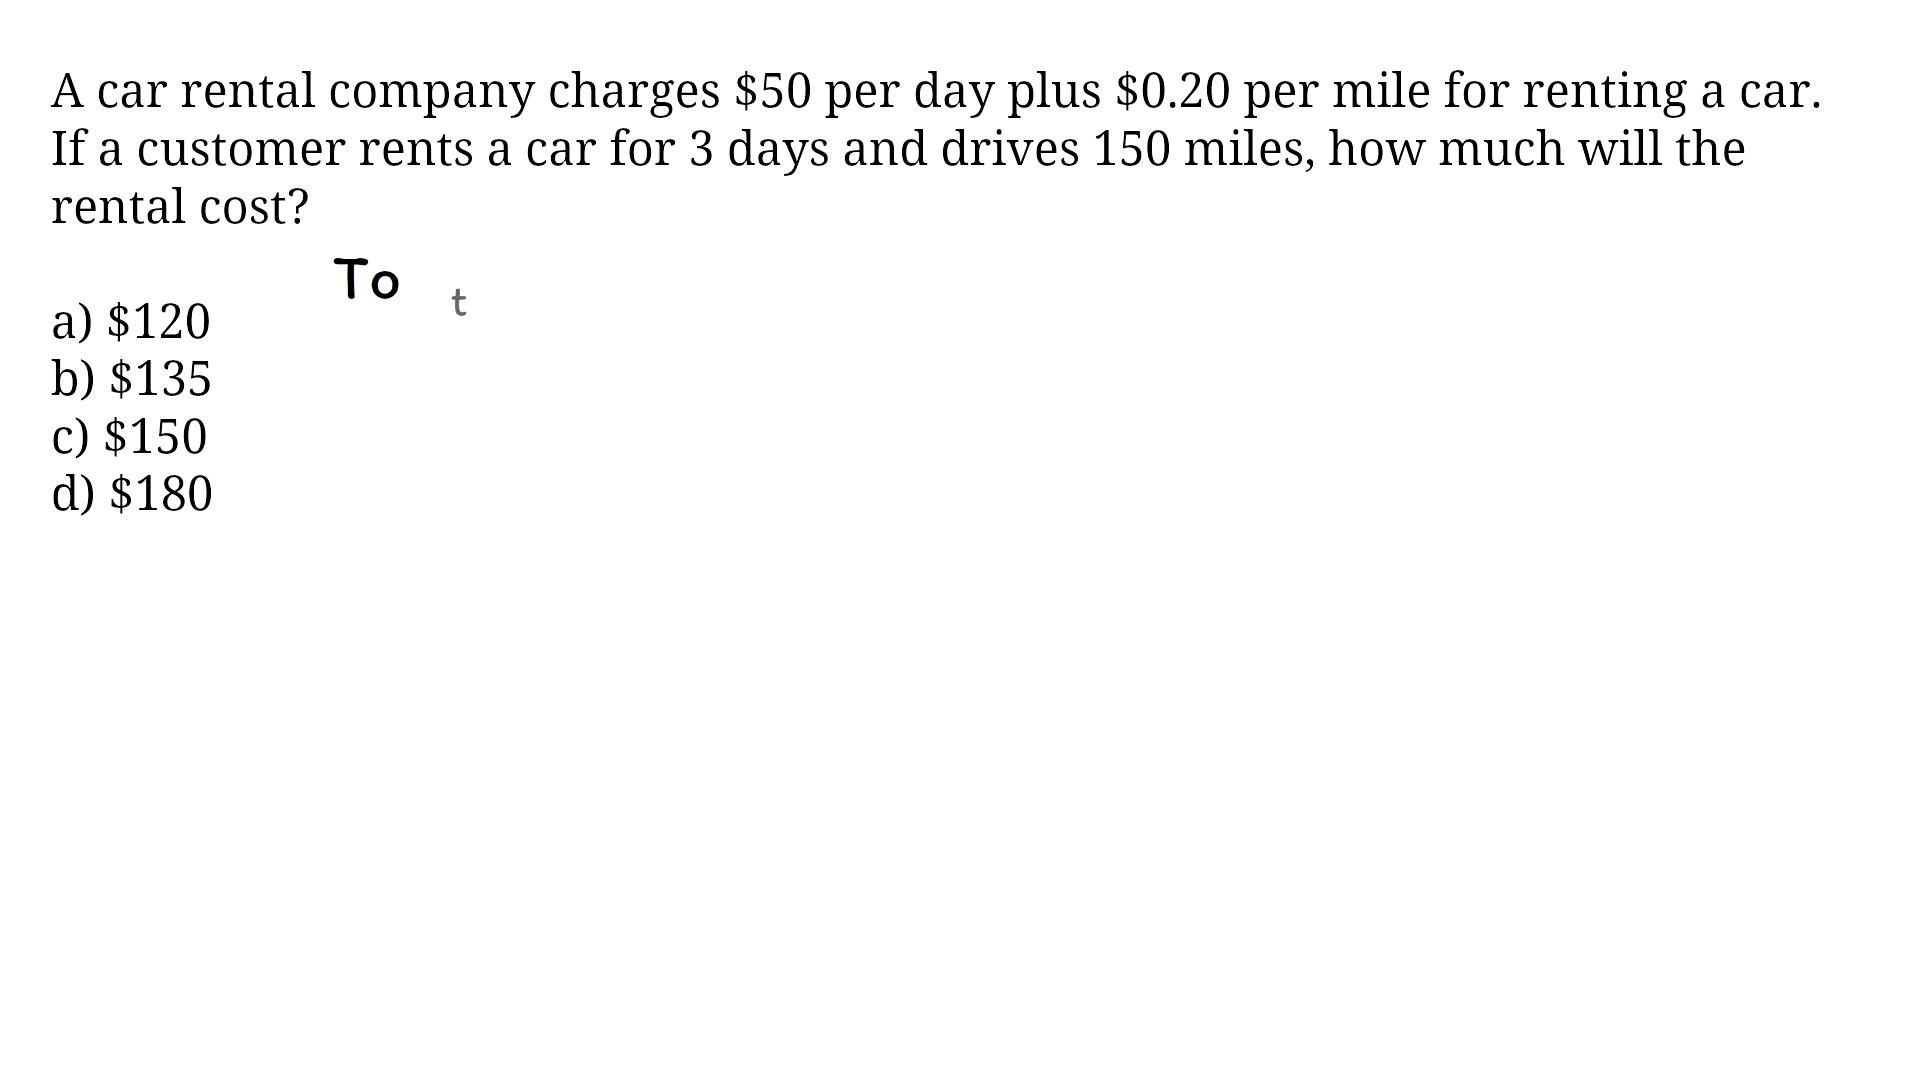 A car rental company charges $50 per day plus $0.20 per mile for renting a car.
If a customer rents a car for 3 days and drives 150 miles, how much will the
rental cost?
To t
a) $120
b) $135
c) $150
d) $180